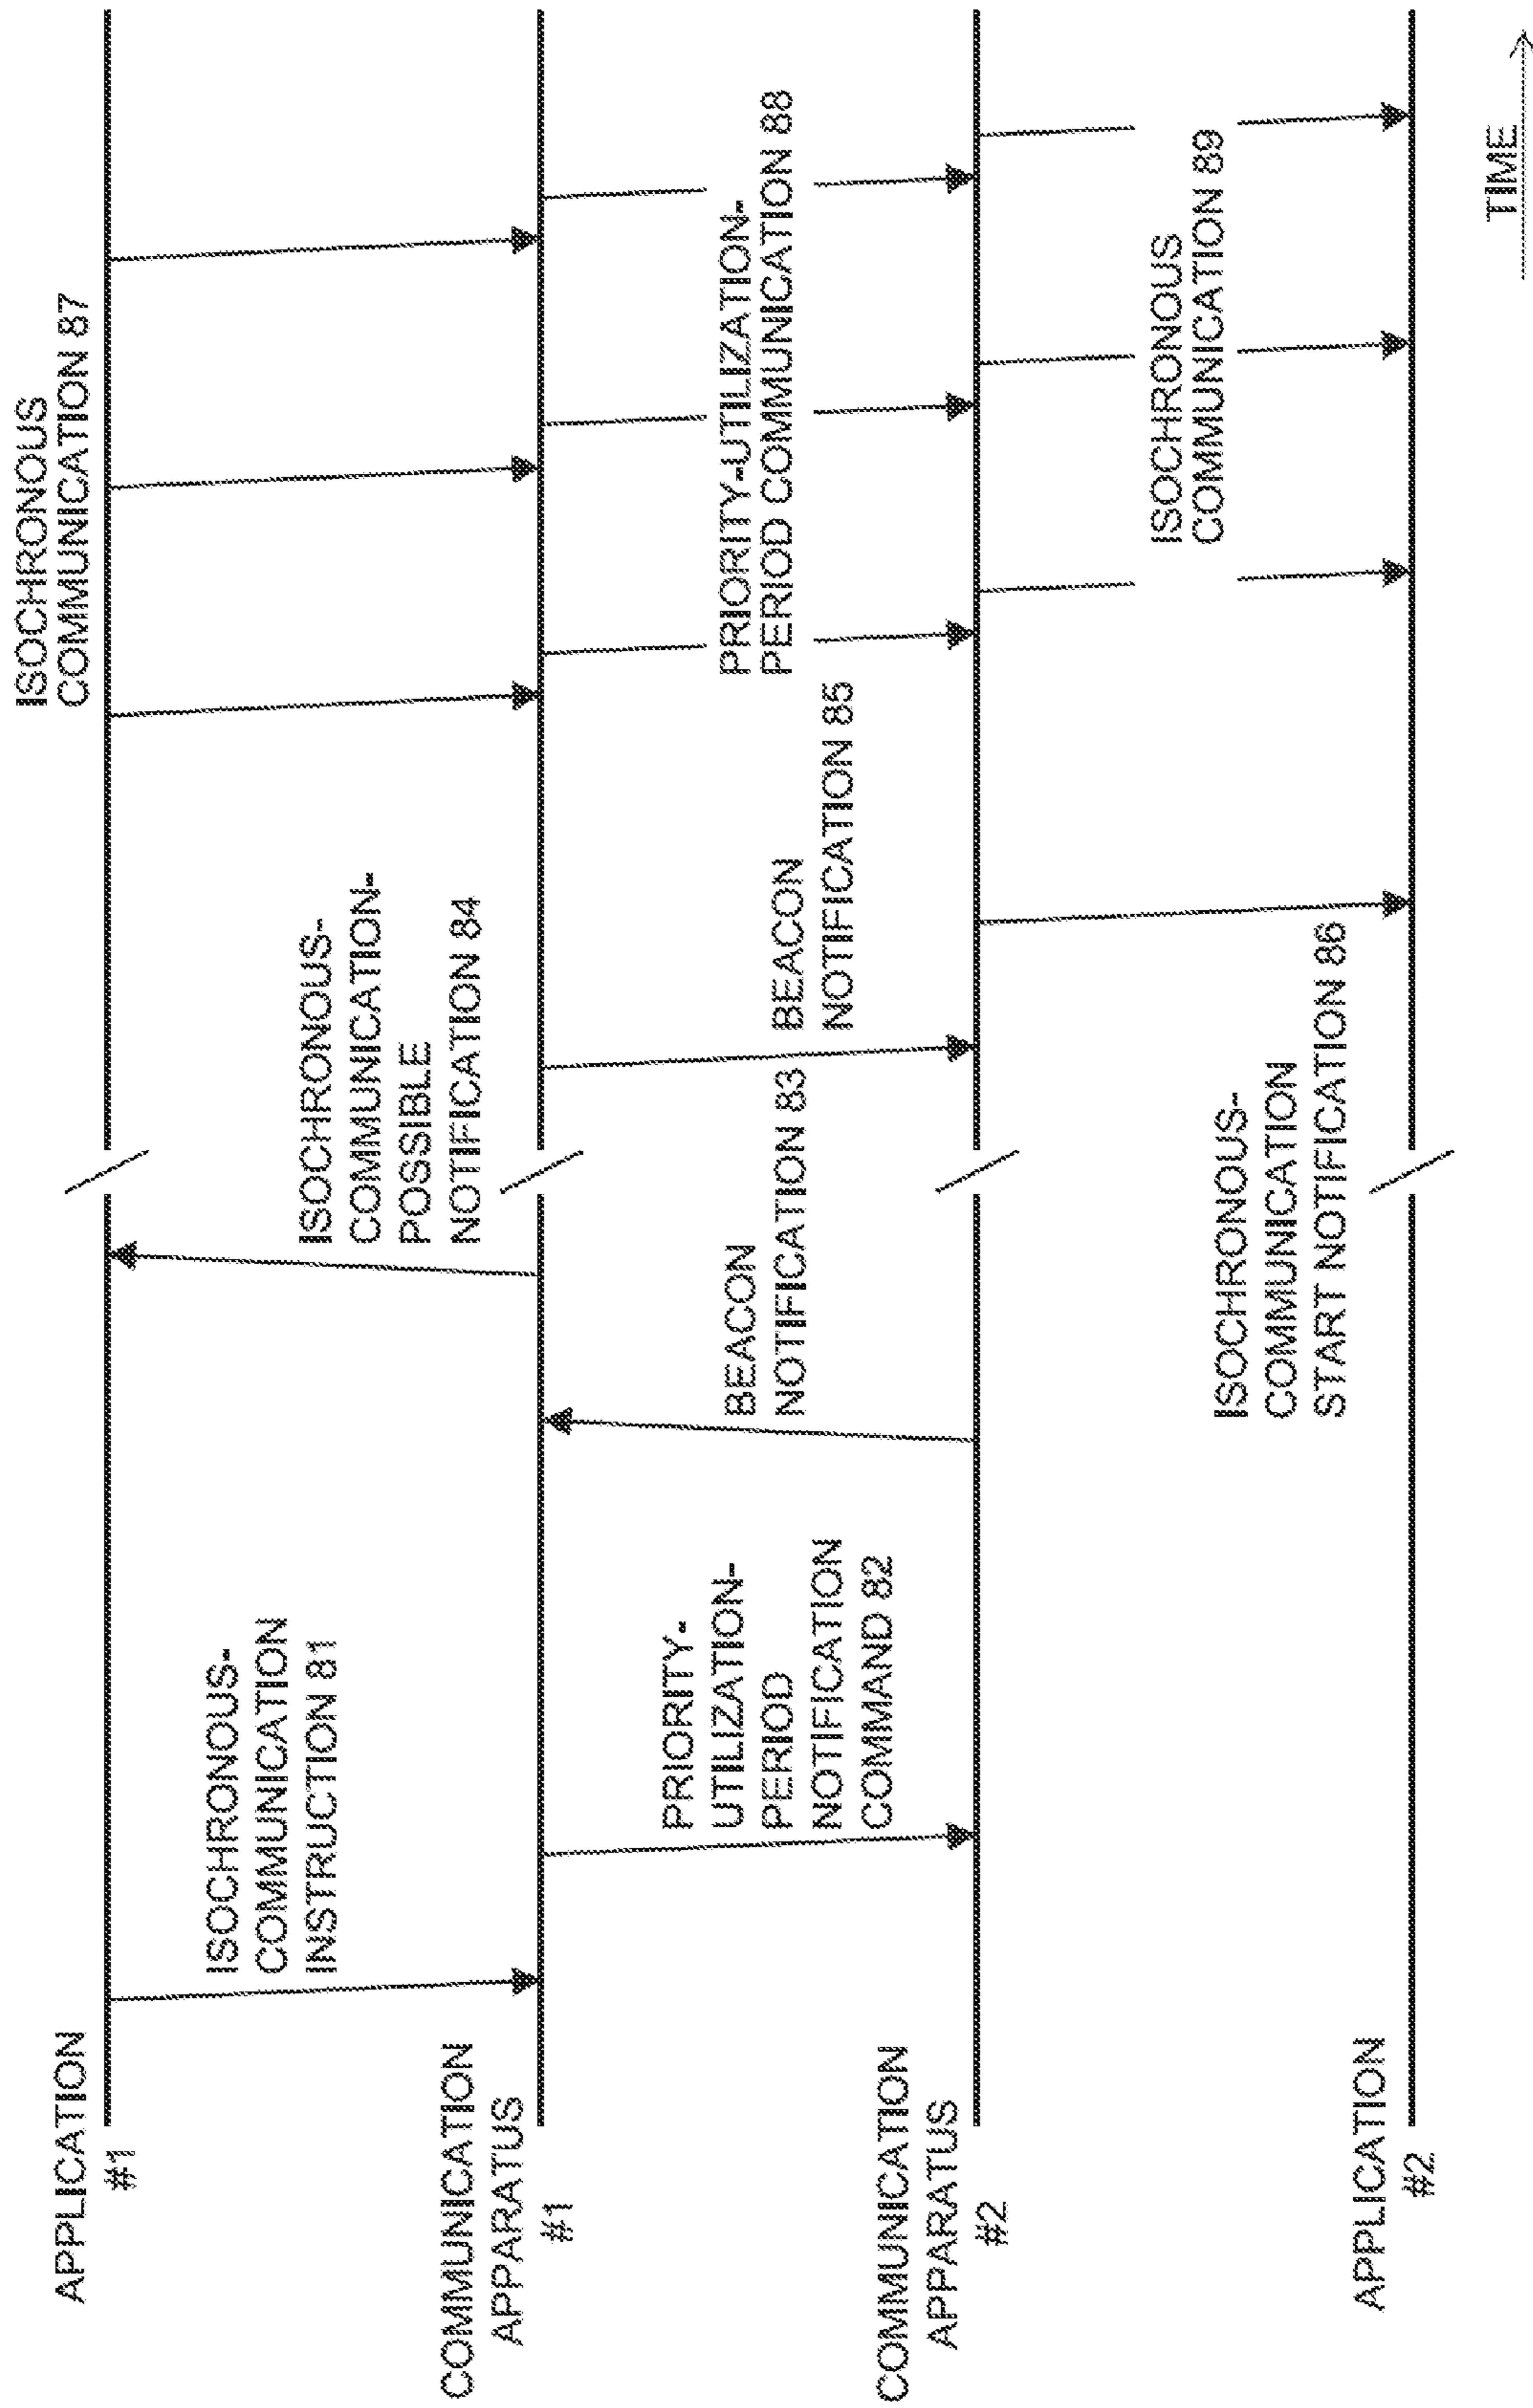 APPLICATION
#1
COMMUNICATION
APPARATUS
#1
COMMUNICATION
APPARATUS
#2
APPLICATION
#2
ISOCHRONOUS-
COMMUNICATION
INSTRUCTION 81
PRIORITY-
UTILIZATION-
PERIOD
NOTIFICATION
COMMAND 82
BEACON
NOTIFICATION 83
ISOCHRONOUS-
COMMUNICATION-
POSSIBLE
NOTIFICATION 84
BEACON
NOTIFICATION 85
ISOCHRONOUS-
COMMUNICATION
START NOTIFICATION 86
ISOCHRONOUS
COMMUNICATION 87
PRIORITY-UTILIZATION-
PERIOD COMMUNICATION 88
ISOCHRONOUS
COMMUNICATION 89
TIME